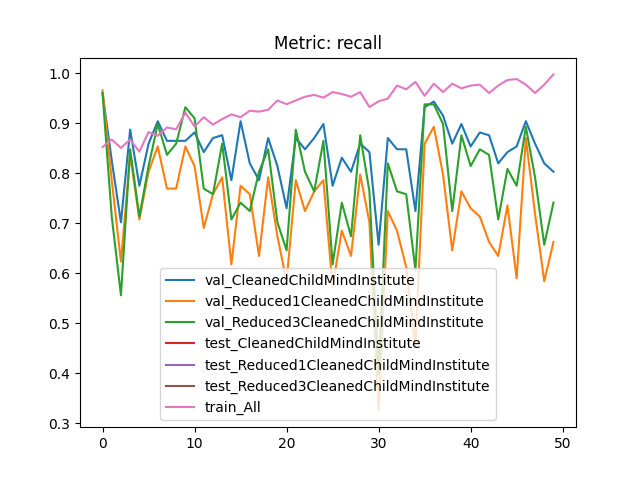 Metric: recall
1.0
0.9
0.8
0.7
0.6
0.5
0.4
0.3
val_CleanedChildMindInstitute
val_Reduced1CleanedChildMindInstitute
val_Reduced3CleanedChildMindInstitute
test_CleanedChildMindInstitute
test_Reduced1CleanedChildMindInstitute
test_Reduced3CleanedChildMindInstitute
train_All
0 10 20 30 40 50